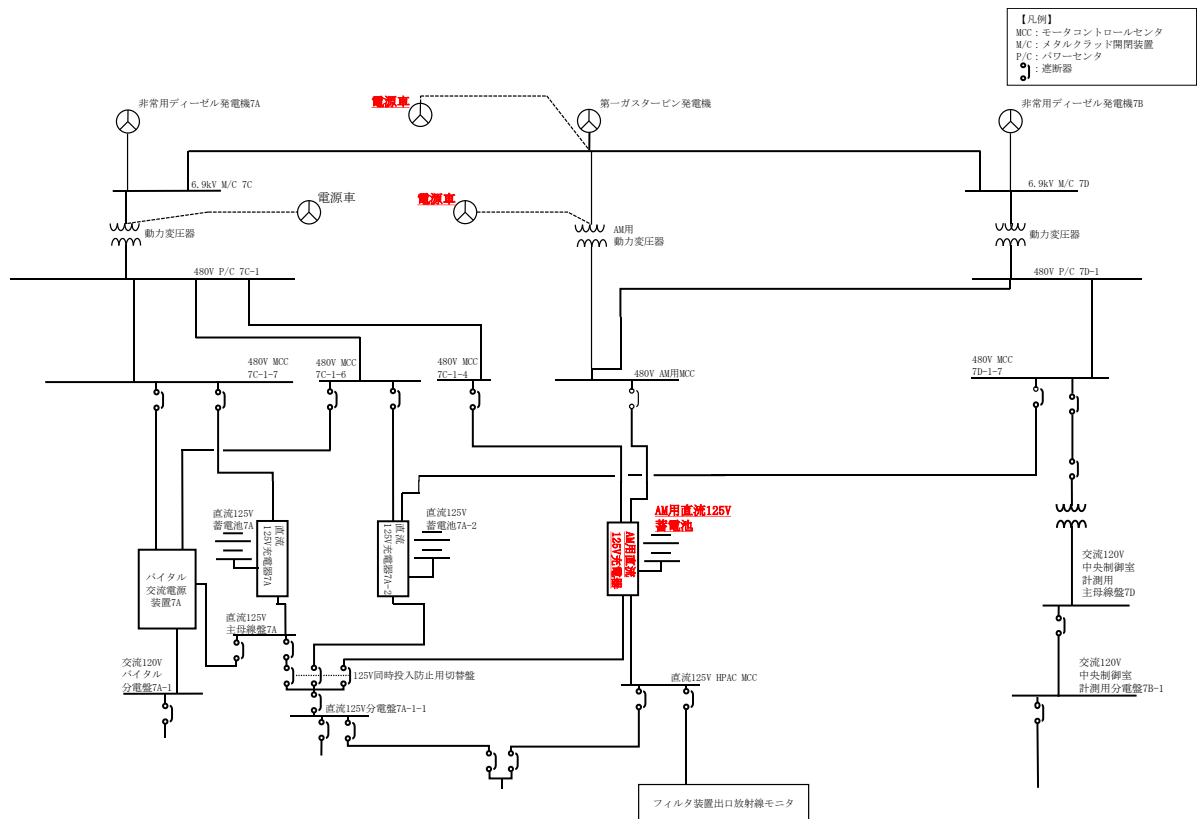 【凡例】
MCC：モータコントロールセンタ
M/C：メタルクラッド開閉装置
P/C：パワーセンタ
：遮断器
非常用ディーゼル発電機7A
電源車
第一ガスタービン発電機
非常用ディーゼル発電機7B
6.9kV M/C 7C
6.9kV M/C 7D
電源車
電源車
動力変圧器
AM用
動力変圧器
動力変圧器
480V P/C 7C-1
480V P/C 7D-1
480V MCC
7C-1-7
480V MCC
7C-1-6
480V MCC
7C-1-4
480V AM用MCC
480V MCC
7D-1-7
直流125V
蓄電池7A
直流
125V充電器7A
直流125V
蓄電池7A-2
直流
125V充電器7A-2
AM用直流125V
蓄電池
AM用直流
125V充電器
バイタル
交流電源
装置7A
交流120V
中央制御室
計測用
主母線盤7D
直流125V
主母線盤7A
交流120V
バイタル
分電盤7A-1
125V同時投入防止用切替盤
直流125V HPAC MCC
交流120V
中央制御室
計測用分電盤7B-1
直流125V分電盤7A-1-1
フィルタ装置出口放射線モニタ